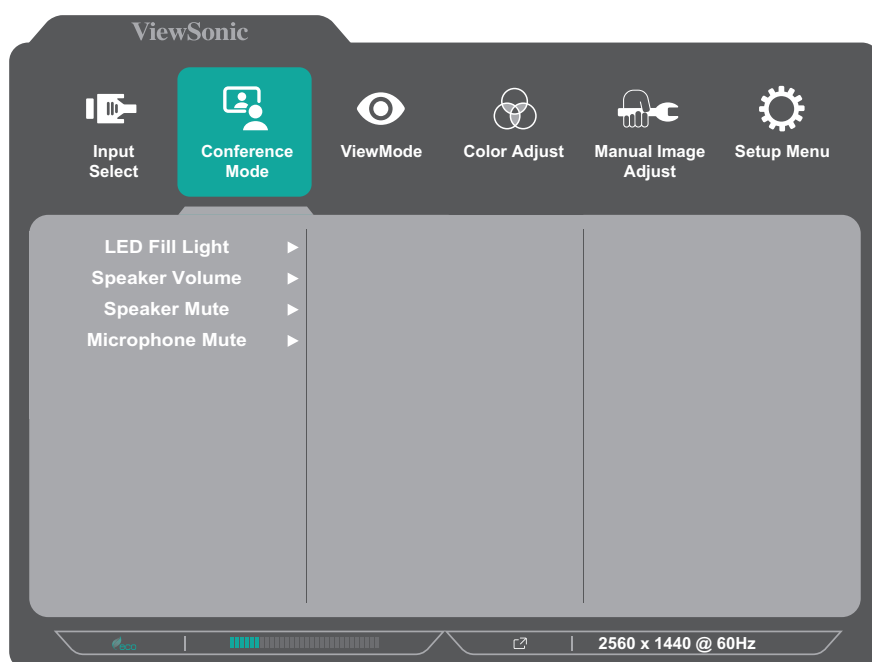 ViewSonic
Input
Select
Conference
Mode
ViewMode
Color Adjust
Manual Image
Adjust
Setup Menu
LED Fill Light
Speaker Volume
Speaker Mute
Microphone Mute
eco
2560 x 1440 @ 60Hz